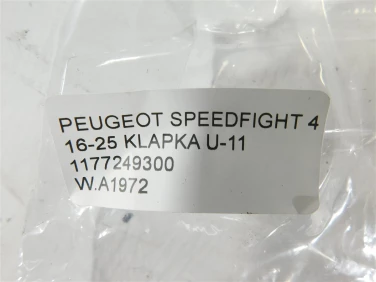 PEUGEOT SPEEDFIGHT 4
16-25 KLAPKA U-11
1177249300
W.A1972